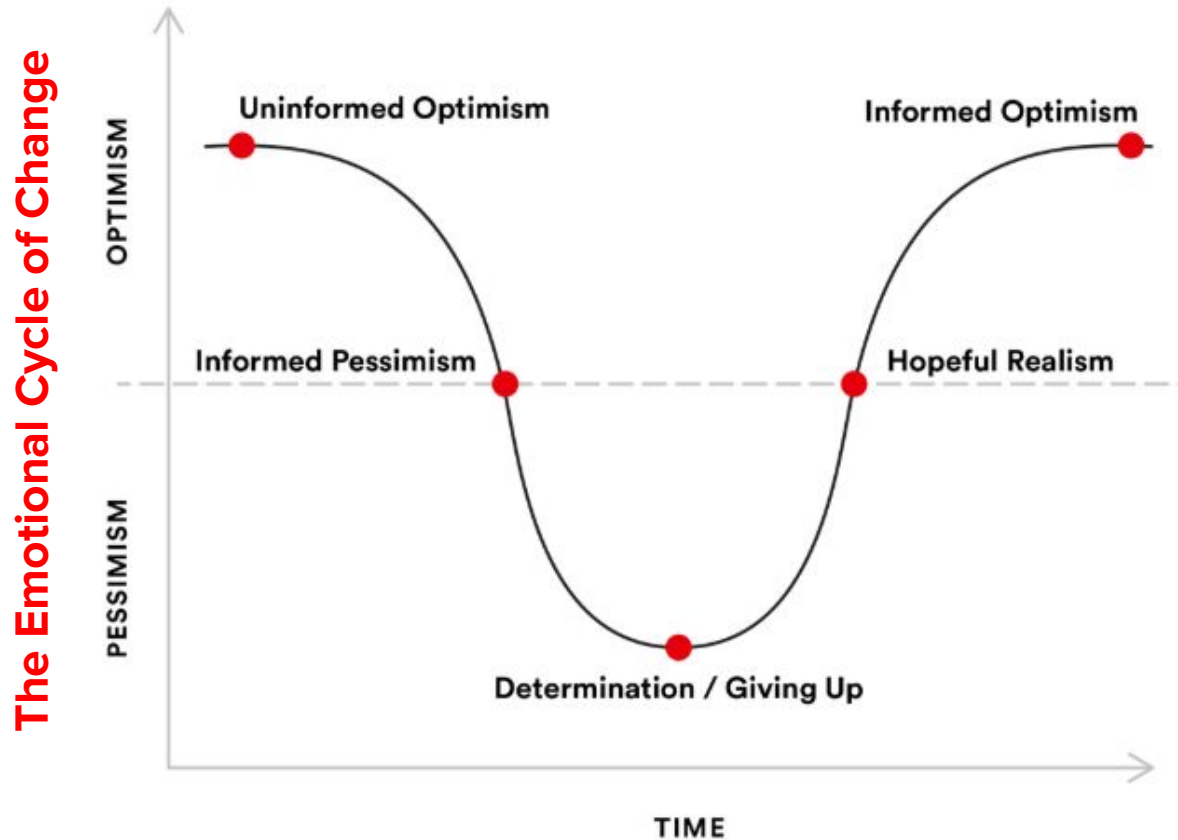 The Emotional Cycle of Change
OPTIMISM
PESSIMISM
Uninformed Optimism
Informed Optimism
Informed Pessimism
Hopeful Realism
Determination / Giving Up
TIME